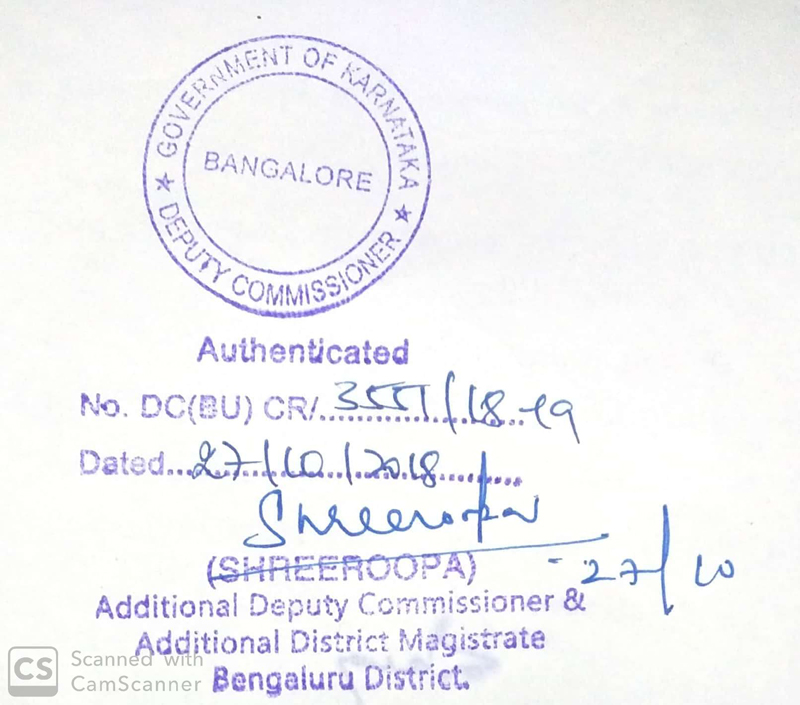 ★ GOVERNMENT OF KARNATAKA ★
BANGALORE
DEPUTY COMMISSIONER
Authenticated
No. DC(BU) CR/...3551/18-19
Dated...27/10/2018...
Shreeroopa
(SHREEROOPA) -27/10
Additional Deputy Commissioner &
Additional District Magistrate
Bengaluru District.
CS Scanned with
CamScanner